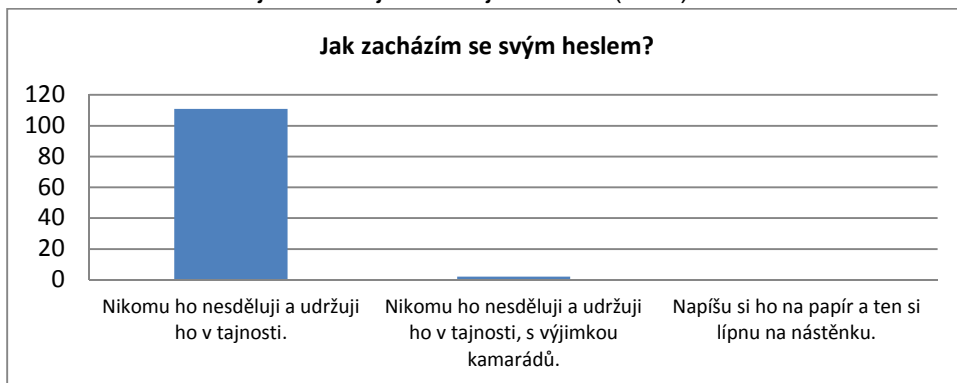 Jak zacházím se svým heslem?
120
100
80
60
40
20
0
Nikomu ho nesděluji a udržuji
ho v tajnosti.
Nikomu ho nesděluji a udržuji
ho v tajnosti, s výjimkou
kamarádů.
Napíšu si ho na papír a ten si
lípnu na nástěnku.